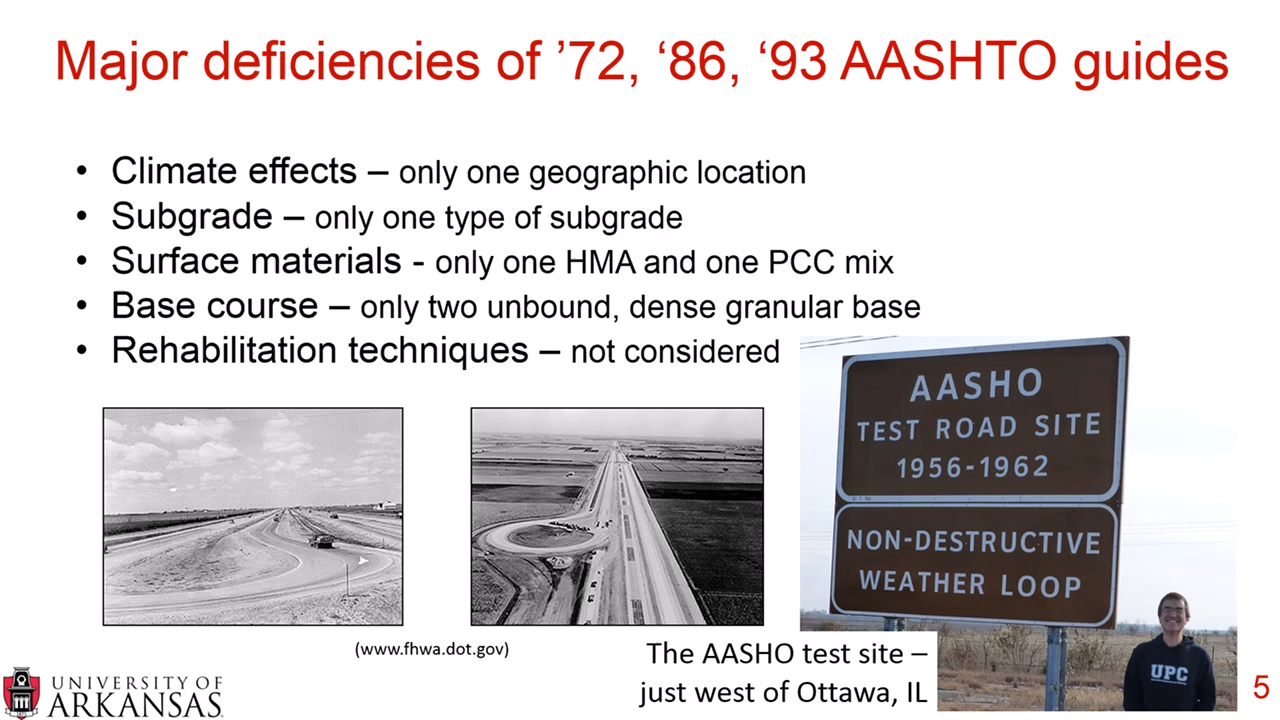 Major deficiencies of ’72, ‘86, ‘93 AASHTO guides
• Climate effects – only one geographic location
• Subgrade – only one type of subgrade
• Surface materials - only one HMA and one PCC mix
• Base course – only two unbound, dense granular base
• Rehabilitation techniques – not considered
AASHO
TEST ROAD SITE
1956-1962
NON-DESTRUCTIVE
WEATHER LOOP
UPC
(www.fhwa.dot.gov)
The AASHO test site –
just west of Ottawa, IL
UNIVERSITY OF
ARKANSAS
5